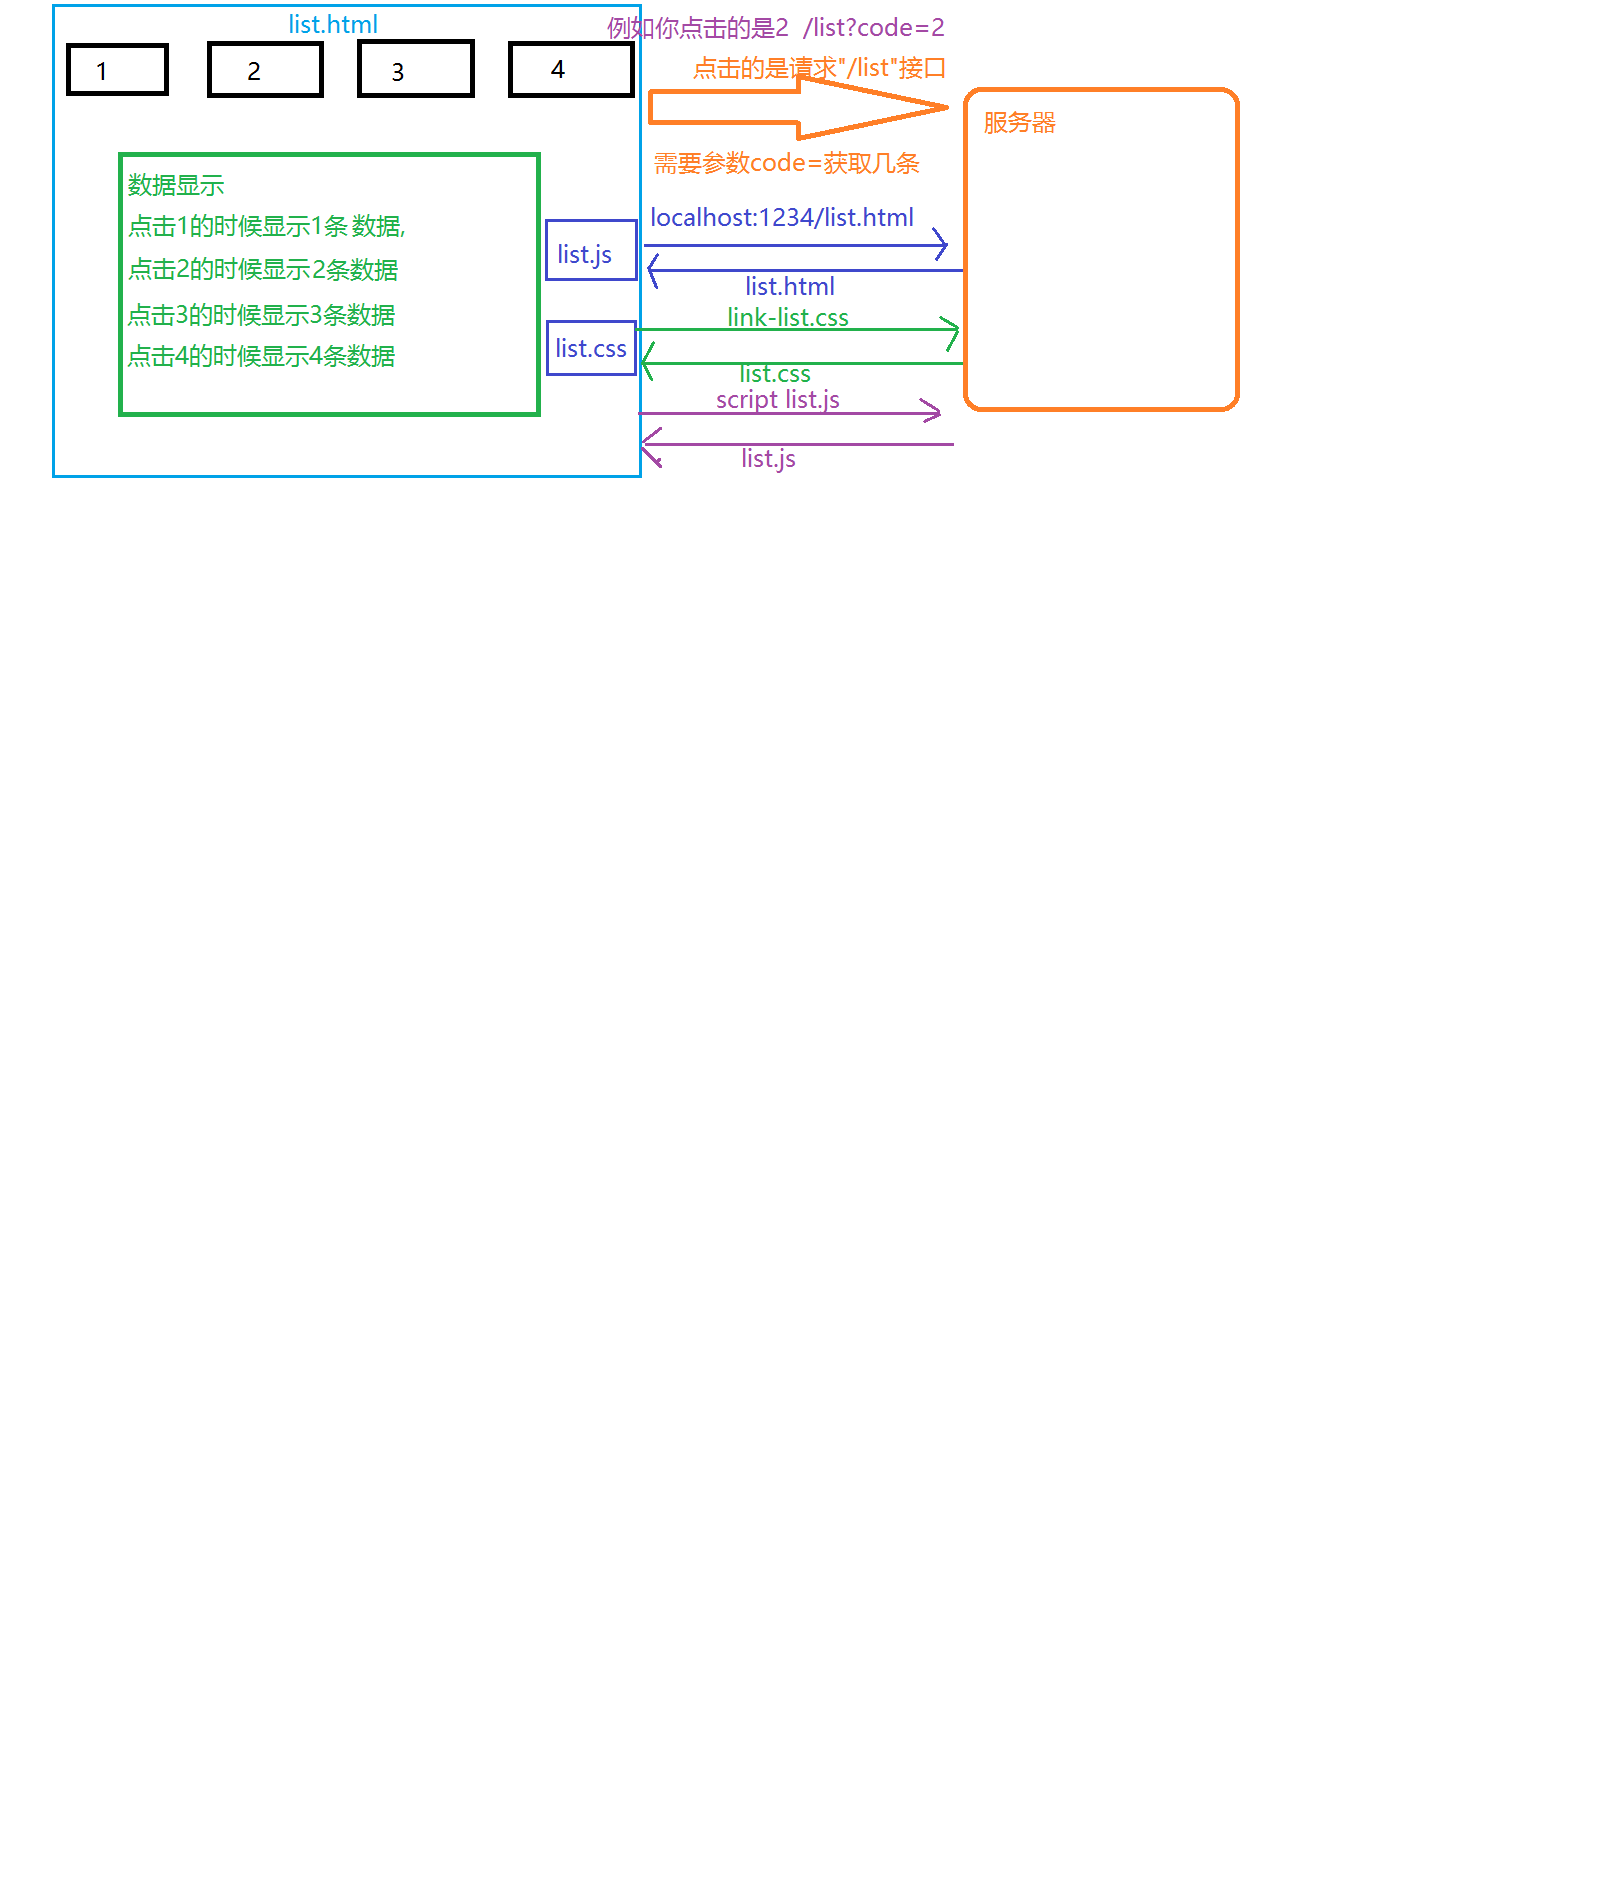 list.html
1
2
3
4
例如你点击的是2 /list?code=2
点击的是请求"/list"接口
服务器
需要参数code=获取几条
数据显示
点击1的时候显示1条 数据,
点击2的时候显示2条数据
点击3的时候显示3条数据
点击4的时候显示4条数据
list.js
list.css
localhost:1234/list.html
list.html
link-list.css
list.css
script list.js
list.js